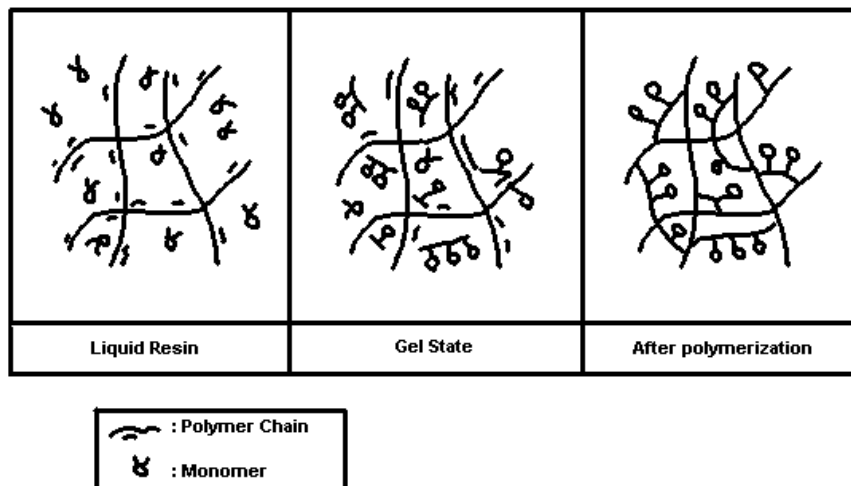 Liquid Resin
Gel State
After polymerization
: Polymer Chain
: Monomer